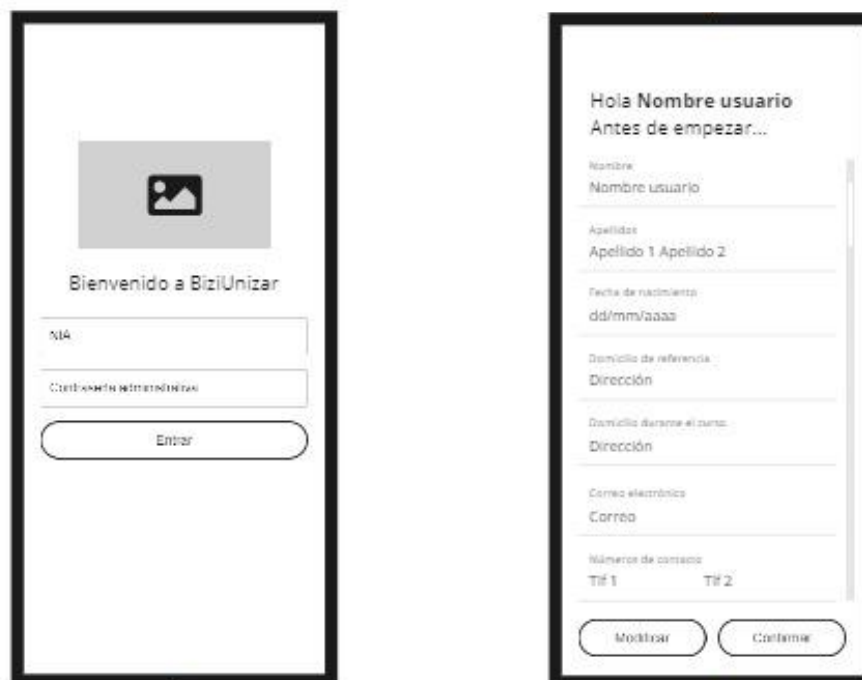 Bienvenido a BiziUnizar
NIA
Contraseña administrativa
Entrar
Hola Nombre usuario
Antes de empezar...
Nombre
Nombre usuario
Apellidos
Apellido 1 Apellido 2
Fecha de nacimiento
dd/mm/aaaa
Domicilio de referencia
Dirección
Domicilio durante el curso
Dirección
Correo electrónico
Correo
Números de contacto
Tlf 1 Tlf 2
Modificar Confirmar